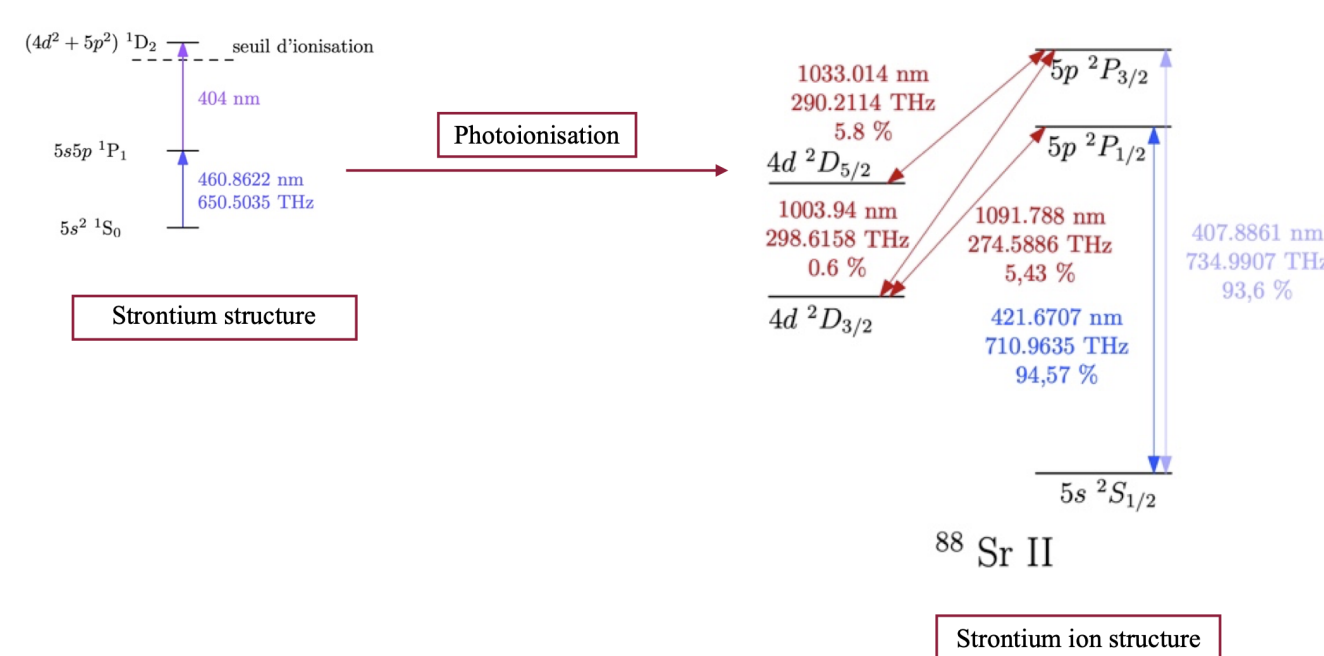 (4d² + 5p²) ¹D₂
seuil d'ionisation
404 nm
5s5p ¹P₁
460.8622 nm
650.5035 THz
5s² ¹S₀
Strontium structure
Photoionisation
1033.014 nm
290.2114 THz
5.8 %
4d ²D₅/₂
1003.94 nm
298.6158 THz
0.6 %
4d ²D₃/₂
5p ²P₃/₂
5p ²P₁/₂
1091.788 nm
274.5886 THz
5,43 %
421.6707 nm
710.9635 THz
94,57 %
407.8861 nm
734.9907 THz
93,6 %
5s ²S₁/₂
⁸⁸ Sr II
Strontium ion structure